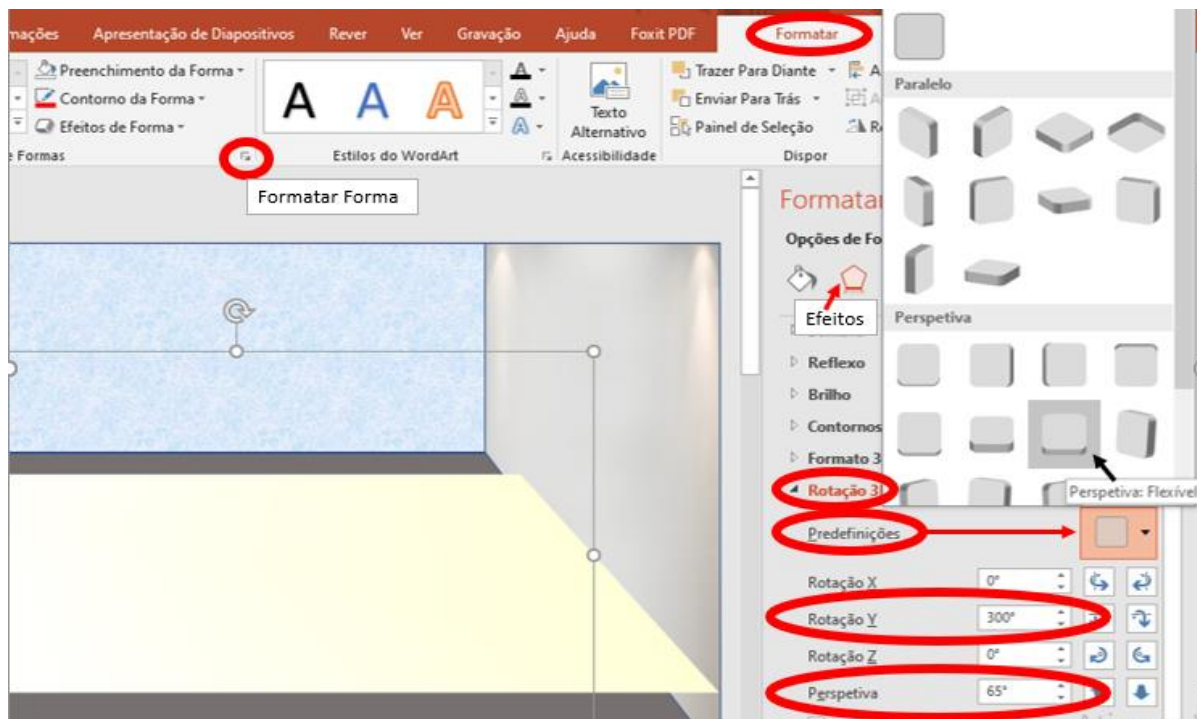 mações Apresentação de Diapositivos Rever Ver Gravação Ajuda Foxit PDF Formatar
Preenchimento da Forma
Contorno da Forma
Efeitos de Forma
A A A
A
A
A
Texto
Alternativo
Trazer Para Diante
Enviar Para Trás
Painel de Seleção
A
A
Formas
Estilos do WordArt
Acessibilidade
Dispor
Formatar Forma
Formatar
Opções de Fo
Efeitos
Reflexo
Brilho
Contornos
Formato 3
Rotação 3
Predefinições
Rotação X 0°
Rotação Y 300°
Rotação Z 0°
Perspetiva 65°
Paralelo
Perspetiva
Perspetiva: Flexível